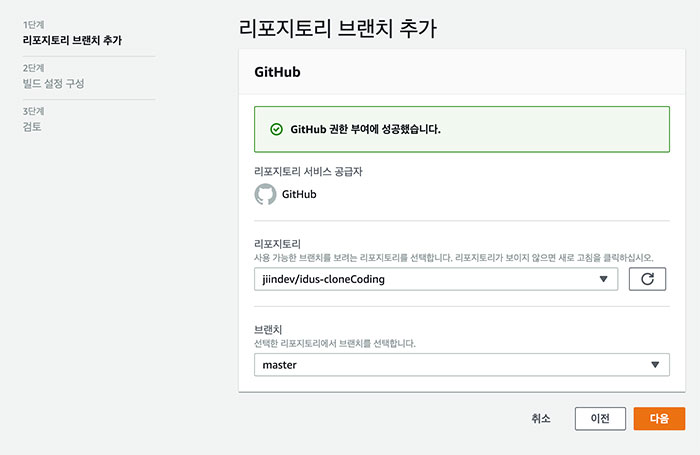 1단계
리포지토리 브랜치 추가
2단계
빌드 설정 구성
3단계
검토
리포지토리 브랜치 추가
GitHub
GitHub 권한 부여에 성공했습니다.
리포지토리 서비스 공급자
GitHub
리포지토리
사용 가능한 브랜치를 보려는 리포지토리를 선택합니다. 리포지토리가 보이지 않으면 새로 고침을 클릭하십시오.
jiindev/idus-cloneCoding
브랜치
선택한 리포지토리에서 브랜치를 선택합니다.
master
취소
이전
다음